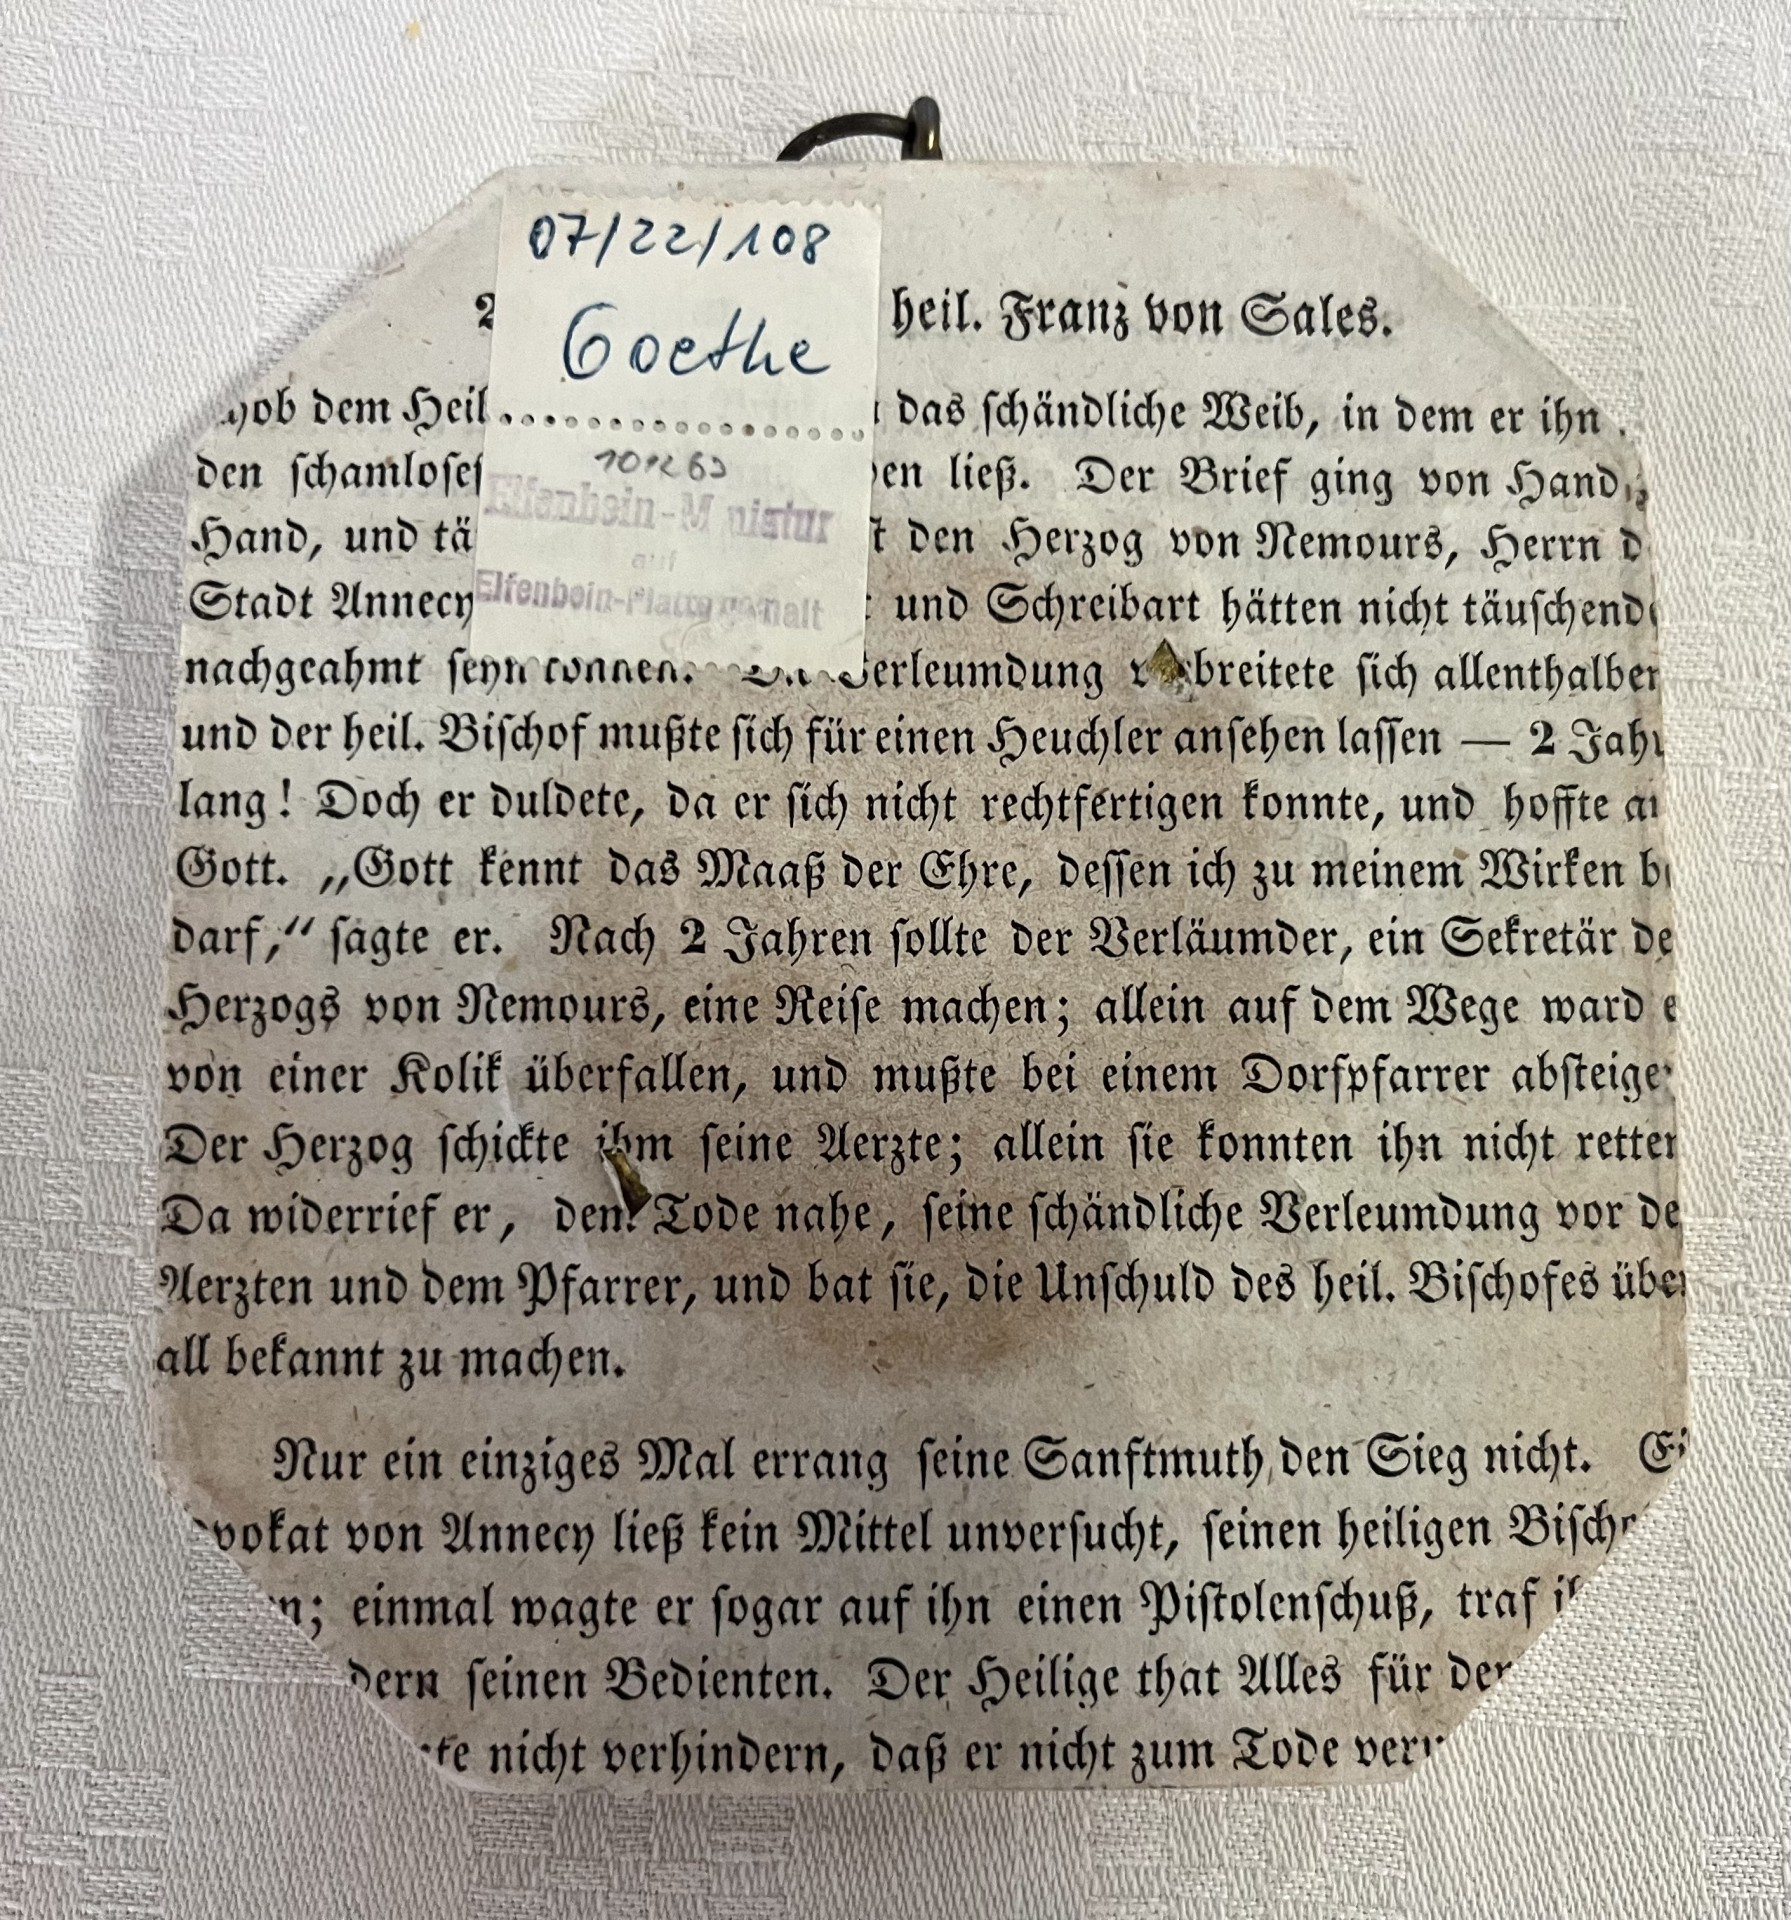 07/22/108
Goethe
Elfenbein-M niatur
auf
heil. Franz von Sales.
dem Heil das schändliche Weib, in dem er ihn
den ließ. Der Brief ging von Hand
Hand, und den Herzog von Nemours, Herrn
Stadt Annecy und Schreibart hätten nicht
nachgeahmt seyn Verleumdung sich
und der heil. Bischof mußte sich für einen Heuchler ansehen lassen — 2
lang! Doch er duldete, da er sich nicht rechtfertigen konnte, und hoffte
Gott. „Gott kennt das Maaß der Ehre, dessen ich zu meinem Wirken
darf,“ sagte er. Nach 2 Jahren sollte der Verläumder, ein Sekretär
Herzogs von Nemours, eine Reise machen; allein auf dem Wege ward
von einer Kolik überfallen, und mußte bei einem Dorfpfarrer
Der Herzog schickte ihm seine Aerzte; allein sie konnten ihn nicht
Da widerrief er, dem Tode nahe, seine schändliche Verleumdung vor
Aerzten und dem Pfarrer, und bat sie, die Unschuld des heil. Bischofes
all bekannt zu machen.
Nur ein einziges Mal errang seine Sanftmuth den Sieg nicht.
von Annecy ließ kein Mittel unversucht, seinen heiligen
einmal wagte er sogar auf ihn einen Pistolenschuß, traf
seinen Bedienten. Der Heilige that Alles für
nicht verhindern, daß er nicht zum Tode